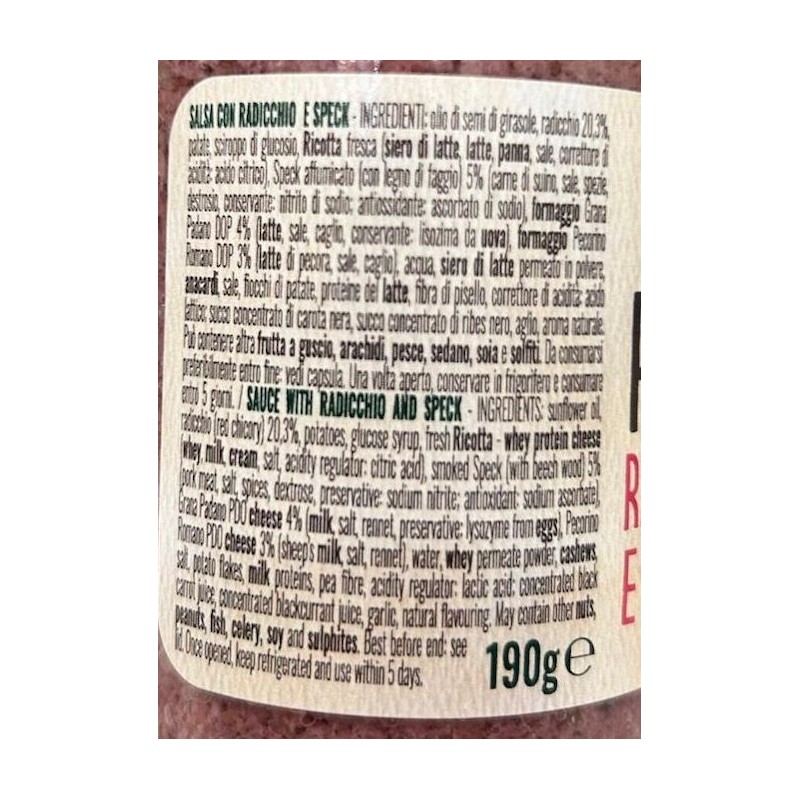 SALSA CON RADICCHIO E SPECK - INGREDIENTI: olio di semi di girasole, radicchio 20,3%,
patate, sciroppo di glucosio, Ricotta fresca (siero di latte, latte, panna, sale, correttore di
acidità: acido citrico), Speck affumicato (con legno di faggio) 5% (carne di suino, sale, spezie,
destrosio, conservante: nitrito di sodio; antiossidante: ascorbato di sodio), formaggio Grana
Padano DOP 4% (latte, sale, caglio, conservante: lisozima da uova), formaggio Pecorino
Romano DOP 3% (latte di pecora, sale, caglio), acqua, siero di latte permeato in polvere,
anacardi, sale, fiocchi di patate, proteine del latte, fibra di pisello, correttore di acidità: acido
lattico; succo concentrato di carota nera, succo concentrato di ribes nero, aglio, aroma naturale.
Può contenere altra frutta a guscio, arachidi, pesce, sedano, soia e solfiti. Da consumarsi
preferibilmente entro fine: vedi capsula. Una volta aperto, conservare in frigorifero e consumare
entro 5 giorni. / SAUCE WITH RADICCHIO AND SPECK - INGREDIENTS: sunflower oil,
radicchio (red chicory) 20,3%, potatoes, glucose syrup, fresh Ricotta - whey protein cheese
(whey, milk, cream, salt, acidity regulator: citric acid), smoked Speck (with beech wood) 5%
(pork meat, salt, spices, dextrose, preservative: sodium nitrite; antioxidant: sodium ascorbate),
Grana Padano PDO cheese 4% (milk, salt, rennet, preservative: lysozyme from eggs), Pecorino
Romano PDO cheese 3% (sheep's milk, salt, rennet), water, whey permeate powder, cashews,
salt, potato flakes, milk proteins, pea fibre, acidity regulator: lactic acid; concentrated black
carrot juice, concentrated blackcurrant juice, garlic, natural flavouring. May contain other nuts,
peanuts, fish, celery, soy and sulphites. Best before end: see
lid. Once opened, keep refrigerated and use within 5 days.
190g e
R
E